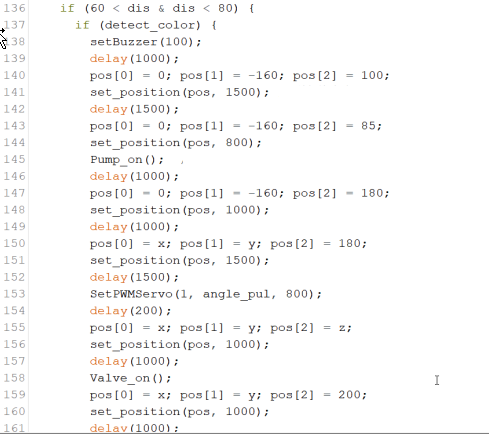 136 if (60 < dis & dis < 80) {
137 if (detect_color) {
138 setBuzzer(100);
139 delay(1000);
140 pos[0] = 0; pos[1] = -160; pos[2] = 100;
141 set_position(pos, 1500);
142 delay(1500);
143 pos[0] = 0; pos[1] = -160; pos[2] = 85;
144 set_position(pos, 800);
145 Pump_on();
146 delay(1000);
147 pos[0] = 0; pos[1] = -160; pos[2] = 180;
148 set_position(pos, 1000);
149 delay(1000);
150 pos[0] = x; pos[1] = y; pos[2] = 180;
151 set_position(pos, 1500);
152 delay(1500);
153 SetPWMServo(1, angle_pul, 800);
154 delay(200);
155 pos[0] = x; pos[1] = y; pos[2] = z;
156 set_position(pos, 1000);
157 delay(1000);
158 Valve_on();
159 pos[0] = x; pos[1] = y; pos[2] = 200;
160 set_position(pos, 1000);
161 delay(1000);